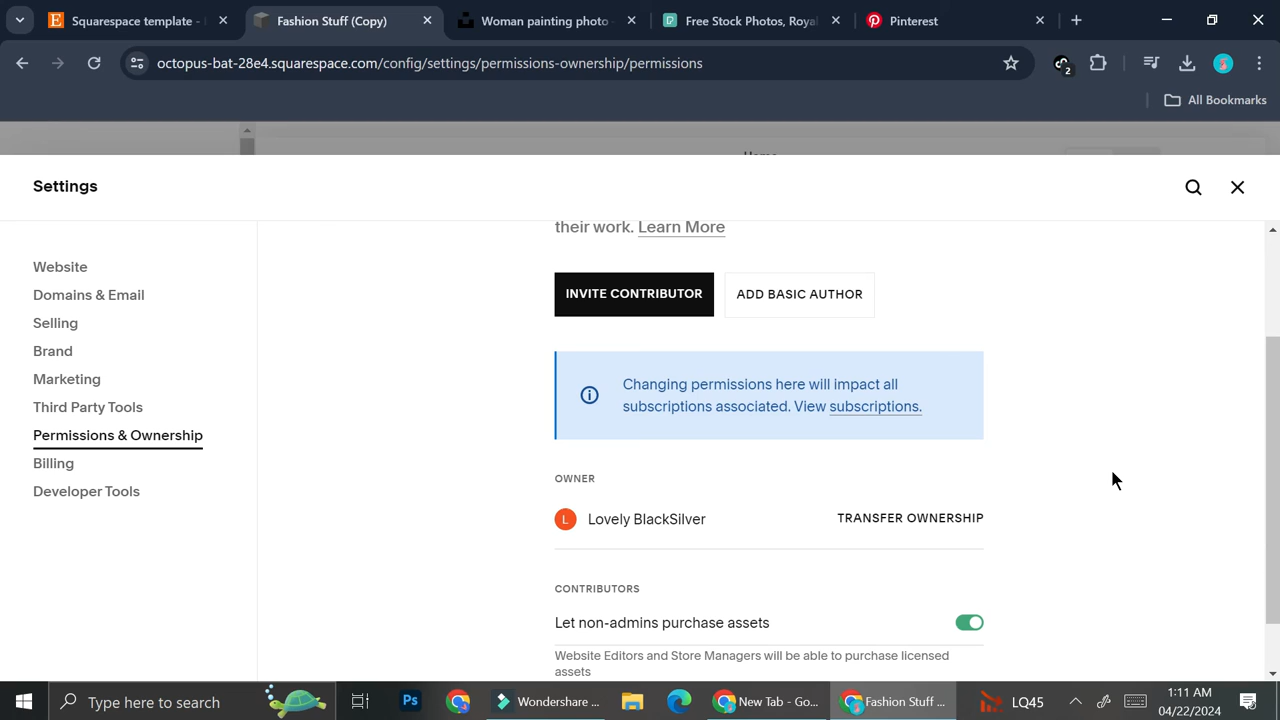 Squarespace template -
Fashion Stuff (Copy)
Woman painting photo
Free Stock Photos, Roya
Pinterest
octopus-bat-28e4.squarespace.com/config/settings/permissions-ownership/permissions
2
All Bookmarks
Home
Settings
their work. Learn More
Website
Domains & Email
Selling
Brand
Marketing
Third Party Tools
Permissions & Ownership
Billing
Developer Tools
INVITE CONTRIBUTOR
ADD BASIC AUTHOR
Changing permissions here will impact all
subscriptions associated. View subscriptions.
OWNER
L Lovely BlackSilver
TRANSFER OWNERSHIP
CONTRIBUTORS
Let non-admins purchase assets
Website Editors and Store Managers will be able to purchase licensed
assets
Type here to search
Ps
Wondershare ...
New Tab - Go...
Fashion Stuff ...
LQ45
1:11 AM
04/22/2024